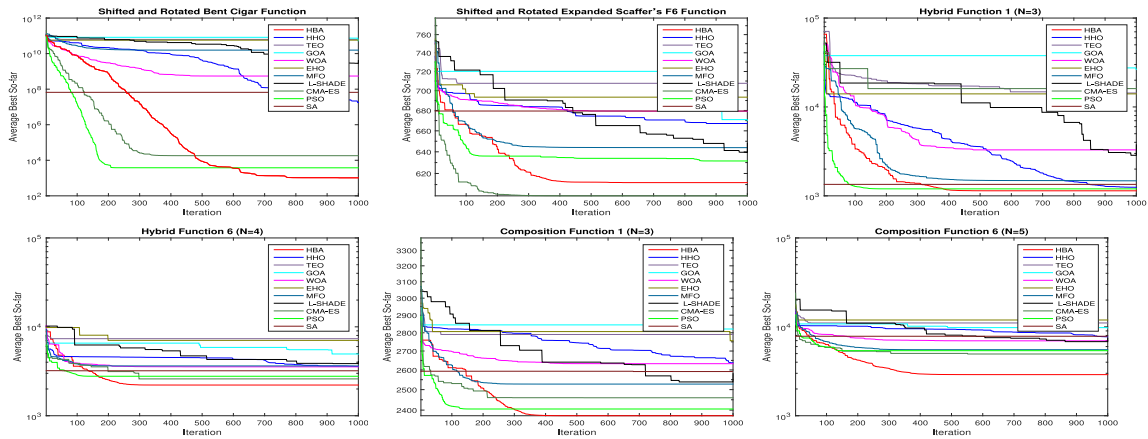 Shifted and Rotated Bent Cigar Function
Average Best So-far
10^12
10^10
10^8
10^6
10^4
10^2
100 200 300 400 500 600 700 800 900 1000
Iteration
HBA
HHO
TEO
GOA
WOA
EHO
MFO
L-SHADE
CMA-ES
PSO
SA
Shifted and Rotated Expanded Scaffer's F6 Function
Average Best So-far
760
740
720
700
680
660
640
620
100 200 300 400 500 600 700 800 900 1000
Iteration
HBA
HHO
TEO
GOA
WOA
EHO
MFO
L-SHADE
CMA-ES
PSO
SA
Hybrid Function 1 (N=3)
Average Best So-far
10^5
10^4
10^3
100 200 300 400 500 600 700 800 900 1000
Iteration
HBA
HHO
TEO
GOA
WOA
EHO
MFO
L-SHADE
CMA-ES
PSO
SA
Hybrid Function 6 (N=4)
Average Best So-far
10^5
10^4
10^3
100 200 300 400 500 600 700 800 900 1000
Iteration
HBA
HHO
TEO
GOA
WOA
EHO
MFO
L-SHADE
CMA-ES
PSO
SA
Composition Function 1 (N=3)
Average Best So-far
3300
3200
3100
3000
2900
2800
2700
2600
2500
2400
100 200 300 400 500 600 700 800 900 1000
Iteration
HBA
HHO
TEO
GOA
WOA
EHO
MFO
L-SHADE
CMA-ES
PSO
SA
Composition Function 6 (N=5)
Average Best So-far
10^5
10^4
10^3
100 200 300 400 500 600 700 800 900 1000
Iteration
HBA
HHO
TEO
GOA
WOA
EHO
MFO
L-SHADE
CMA-ES
PSO
SA